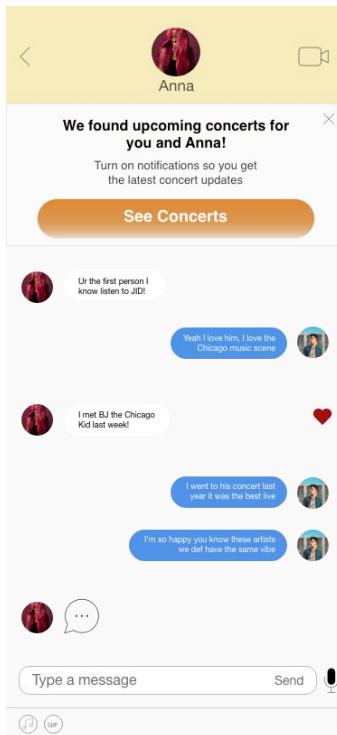 Anna
We found upcoming concerts for
you and Anna!
Turn on notifications so you get
the latest concert updates
See Concerts
Ur the first person I
know listen to JID!
Yeah I love him, I love the
Chicago music scene
I met BJ the Chicago
Kid last week!
I went to his concert last
year it was the best live
I'm so happy you know these artists
we def have the same vibe
Type a message
Send
GIF